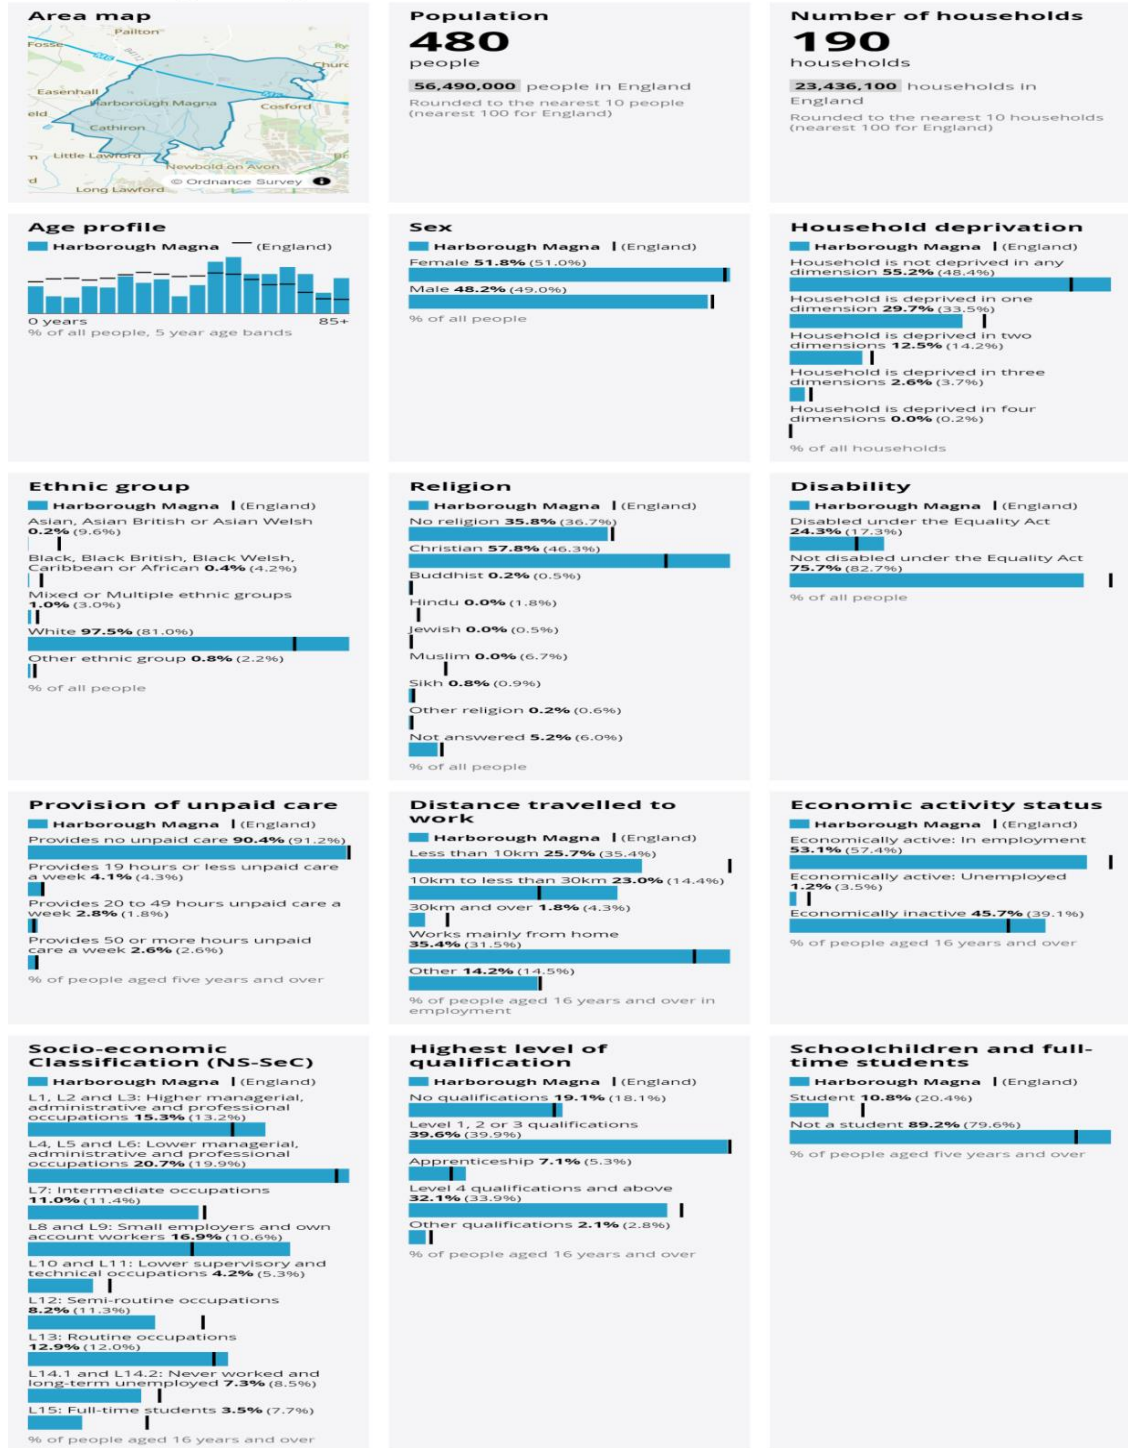 Area map
Pailton
Fosse
B4112
M6
Ry
Churc
Easenhall
Harborough Magna
Cosford
eld
Cathiron
Little Lawford
Newbold on Avon
Long Lawford
© Ordnance Survey
Population
480
people
56,490,000 people in England
Rounded to the nearest 10 people
(nearest 100 for England)
Number of households
190
households
23,436,100 households in
England
Rounded to the nearest 10 households
(nearest 100 for England)
Age profile
Harborough Magna (England)
0 years 85+
% of all people, 5 year age bands
Sex
Harborough Magna (England)
Female 51.8% (51.0%)
Male 48.2% (49.0%)
% of all people
Household deprivation
Harborough Magna (England)
Household is not deprived in any
dimension 55.2% (48.4%)
Household is deprived in one
dimension 29.7% (33.5%)
Household is deprived in two
dimensions 12.5% (14.2%)
Household is deprived in three
dimensions 2.6% (3.7%)
Household is deprived in four
dimensions 0.0% (0.2%)
% of all households
Ethnic group
Harborough Magna (England)
Asian, Asian British or Asian Welsh
0.2% (9.6%)
Black, Black British, Black Welsh,
Caribbean or African 0.4% (4.2%)
Mixed or Multiple ethnic groups
1.0% (3.0%)
White 97.5% (81.0%)
Other ethnic group 0.8% (2.2%)
% of all people
Religion
Harborough Magna (England)
No religion 35.8% (36.7%)
Christian 57.8% (46.3%)
Buddhist 0.2% (0.5%)
Hindu 0.0% (1.8%)
Jewish 0.0% (0.5%)
Muslim 0.0% (6.7%)
Sikh 0.8% (0.9%)
Other religion 0.2% (0.6%)
Not answered 5.2% (6.0%)
% of all people
Disability
Harborough Magna (England)
Disabled under the Equality Act
24.3% (17.3%)
Not disabled under the Equality Act
75.7% (82.7%)
% of all people
Provision of unpaid care
Harborough Magna (England)
Provides no unpaid care 90.4% (91.2%)
Provides 19 hours or less unpaid care
a week 4.1% (4.3%)
Provides 20 to 49 hours unpaid care a
week 2.8% (1.8%)
Provides 50 or more hours unpaid
care a week 2.6% (2.6%)
% of people aged five years and over
Distance travelled to
work
Harborough Magna (England)
Less than 10km 25.7% (35.4%)
10km to less than 30km 23.0% (14.4%)
30km and over 1.8% (4.3%)
Works mainly from home
35.4% (31.5%)
Other 14.2% (14.5%)
% of people aged 16 years and over in
employment
Economic activity status
Harborough Magna (England)
Economically active: In employment
53.1% (57.4%)
Economically active: Unemployed
1.2% (3.5%)
Economically inactive 45.7% (39.1%)
% of people aged 16 years and over
Socio-economic
Classification (NS-SeC)
Harborough Magna (England)
L1, L2 and L3: Higher managerial,
administrative and professional
occupations 15.3% (13.2%)
L4, L5 and L6: Lower managerial,
administrative and professional
occupations 20.7% (19.9%)
L7: Intermediate occupations
11.0% (11.4%)
L8 and L9: Small employers and own
account workers 16.9% (10.6%)
L10 and L11: Lower supervisory and
technical occupations 4.2% (5.3%)
L12: Semi-routine occupations
8.2% (11.3%)
L13: Routine occupations
12.9% (12.0%)
L14.1 and L14.2: Never worked and
long-term unemployed 7.3% (8.5%)
L15: Full-time students 3.5% (7.7%)
% of people aged 16 years and over
Highest level of
qualification
Harborough Magna (England)
No qualifications 19.1% (18.1%)
Level 1, 2 or 3 qualifications
39.6% (39.9%)
Apprenticeship 7.1% (5.3%)
Level 4 qualifications and above
32.1% (33.9%)
Other qualifications 2.1% (2.8%)
% of people aged 16 years and over
Schoolchildren and full-
time students
Harborough Magna (England)
Student 10.8% (20.4%)
Not a student 89.2% (79.6%)
% of people aged five years and over